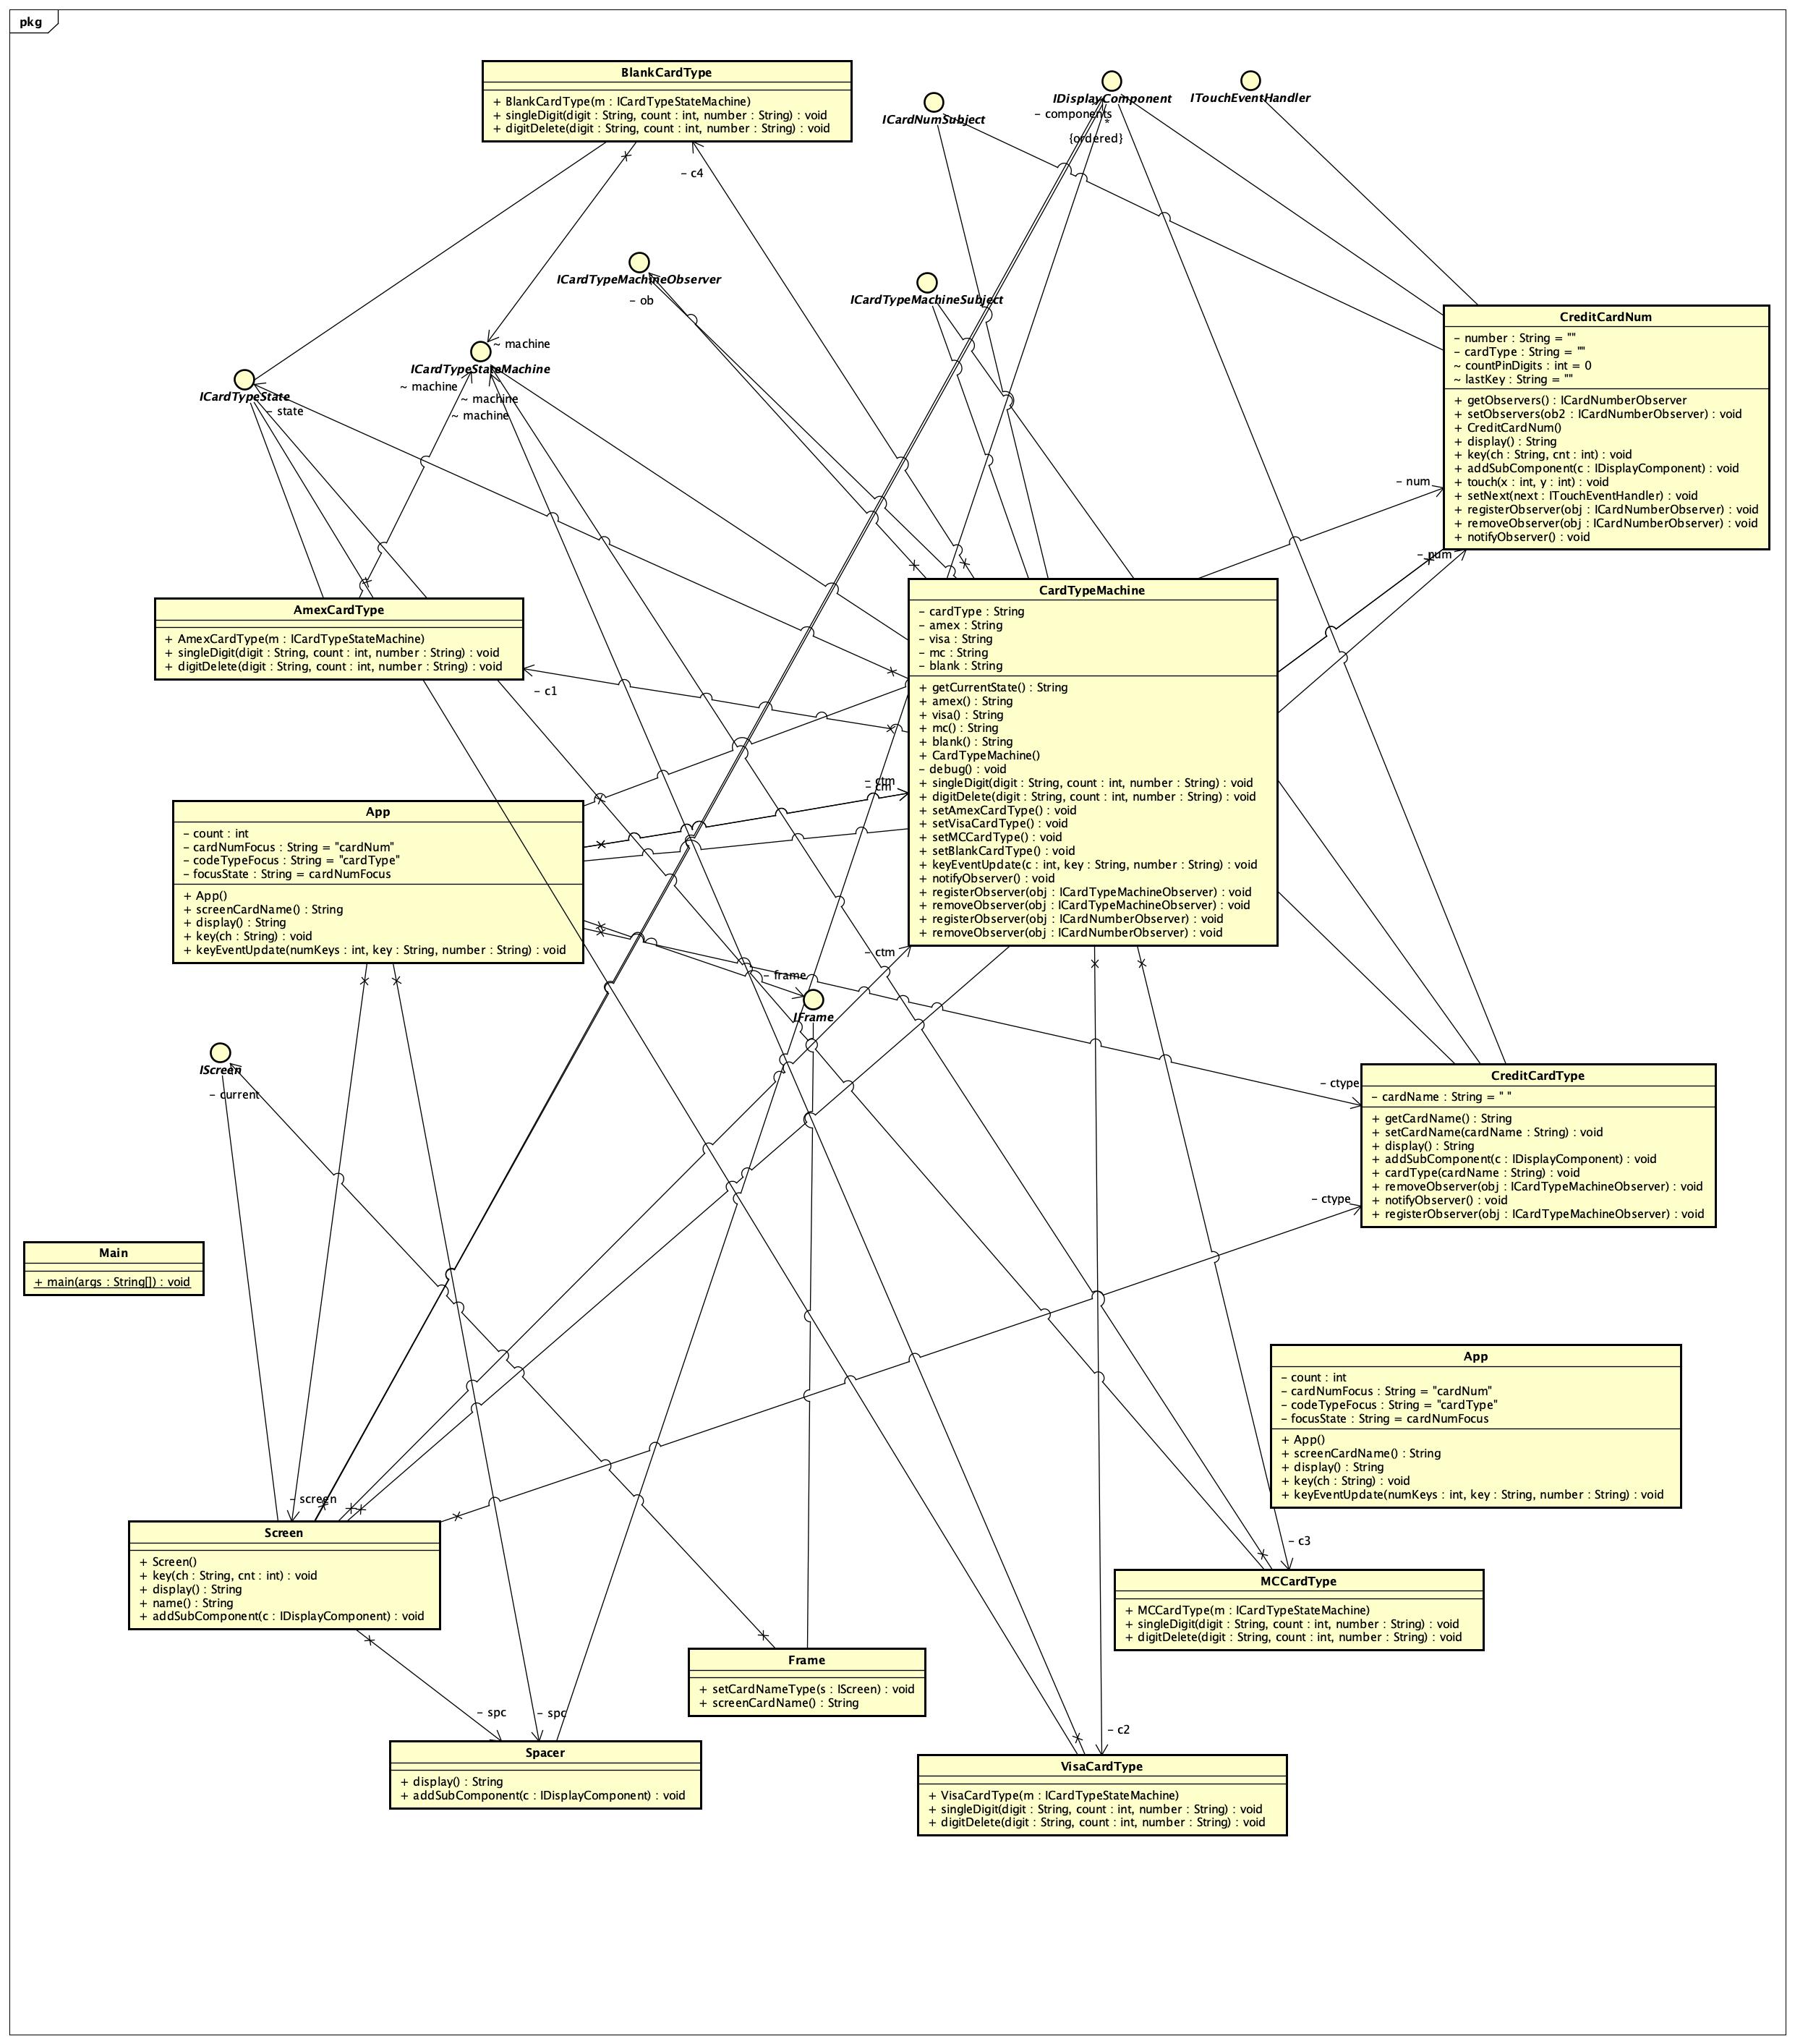 pkg
BlankCardType
+ BlankCardType(m : ICardTypeStateMachine)
+ singleDigit(digit : String, count : int, number : String) : void
+ digitDelete(digit : String, count : int, number : String) : void
IDisplayComponent
ITouchEventHandler
ICardNumSubject
– components
*
{ordered}
– c4
ICardTypeMachineObserver
– ob
ICardTypeMachineSubject
CreditCardNum
– number : String = ""
– cardType : String = ""
~ countPinDigits : int = 0
~ lastKey : String = ""
+ getObservers() : ICardNumberObserver
+ setObservers(ob2 : ICardNumberObserver) : void
+ CreditCardNum()
+ display() : String
+ key(ch : String, cnt : int) : void
+ addSubComponent(c : IDisplayComponent) : void
+ touch(x : int, y : int) : void
+ setNext(next : ITouchEventHandler) : void
+ registerObserver(obj : ICardNumberObserver) : void
+ removeObserver(obj : ICardNumberObserver) : void
+ notifyObserver() : void
~ machine
ICardTypeStateMachine
~ machine
~ machine
~ machine
ICardTypeState
– state
– num
– num
AmexCardType
+ AmexCardType(m : ICardTypeStateMachine)
+ singleDigit(digit : String, count : int, number : String) : void
+ digitDelete(digit : String, count : int, number : String) : void
– c1
CardTypeMachine
– cardType : String
– amex : String
– visa : String
– mc : String
– blank : String
+ getCurrentState() : String
+ amex() : String
+ visa() : String
+ mc() : String
+ blank() : String
+ CardTypeMachine()
– debug() : void
+ singleDigit(digit : String, count : int, number : String) : void
+ digitDelete(digit : String, count : int, number : String) : void
+ setAmexCardType() : void
+ setVisaCardType() : void
+ setMCCardType() : void
+ setBlankCardType() : void
+ keyEventUpdate(c : int, key : String, number : String) : void
+ notifyObserver() : void
+ registerObserver(obj : ICardTypeMachineObserver) : void
+ removeObserver(obj : ICardTypeMachineObserver) : void
+ registerObserver(obj : ICardNumberObserver) : void
+ removeObserver(obj : ICardNumberObserver) : void
– ctm
– cm
App
– count : int
– cardNumFocus : String = "cardNum"
– codeTypeFocus : String = "cardType"
– focusState : String = cardNumFocus
+ App()
+ screenCardName() : String
+ display() : String
+ key(ch : String) : void
+ keyEventUpdate(numKeys : int, key : String, number : String) : void
– ctm
– frame
IFrame
IScreen
– current
– ctype
CreditCardType
– cardName : String = " "
+ getCardName() : String
+ setCardName(cardName : String) : void
+ display() : String
+ addSubComponent(c : IDisplayComponent) : void
+ cardType(cardName : String) : void
+ removeObserver(obj : ICardTypeMachineObserver) : void
+ notifyObserver() : void
+ registerObserver(obj : ICardTypeMachineObserver) : void
– ctype
Main
+ main(args : String[]) : void
App
– count : int
– cardNumFocus : String = "cardNum"
– codeTypeFocus : String = "cardType"
– focusState : String = cardNumFocus
+ App()
+ screenCardName() : String
+ display() : String
+ key(ch : String) : void
+ keyEventUpdate(numKeys : int, key : String, number : String) : void
– screen
Screen
+ Screen()
+ key(ch : String, cnt : int) : void
+ display() : String
+ name() : String
+ addSubComponent(c : IDisplayComponent) : void
– c3
MCCardType
+ MCCardType(m : ICardTypeStateMachine)
+ singleDigit(digit : String, count : int, number : String) : void
+ digitDelete(digit : String, count : int, number : String) : void
Frame
+ setCardNameType(s : IScreen) : void
+ screenCardName() : String
– spc
– spc
– c2
Spacer
+ display() : String
+ addSubComponent(c : IDisplayComponent) : void
VisaCardType
+ VisaCardType(m : ICardTypeStateMachine)
+ singleDigit(digit : String, count : int, number : String) : void
+ digitDelete(digit : String, count : int, number : String) : void